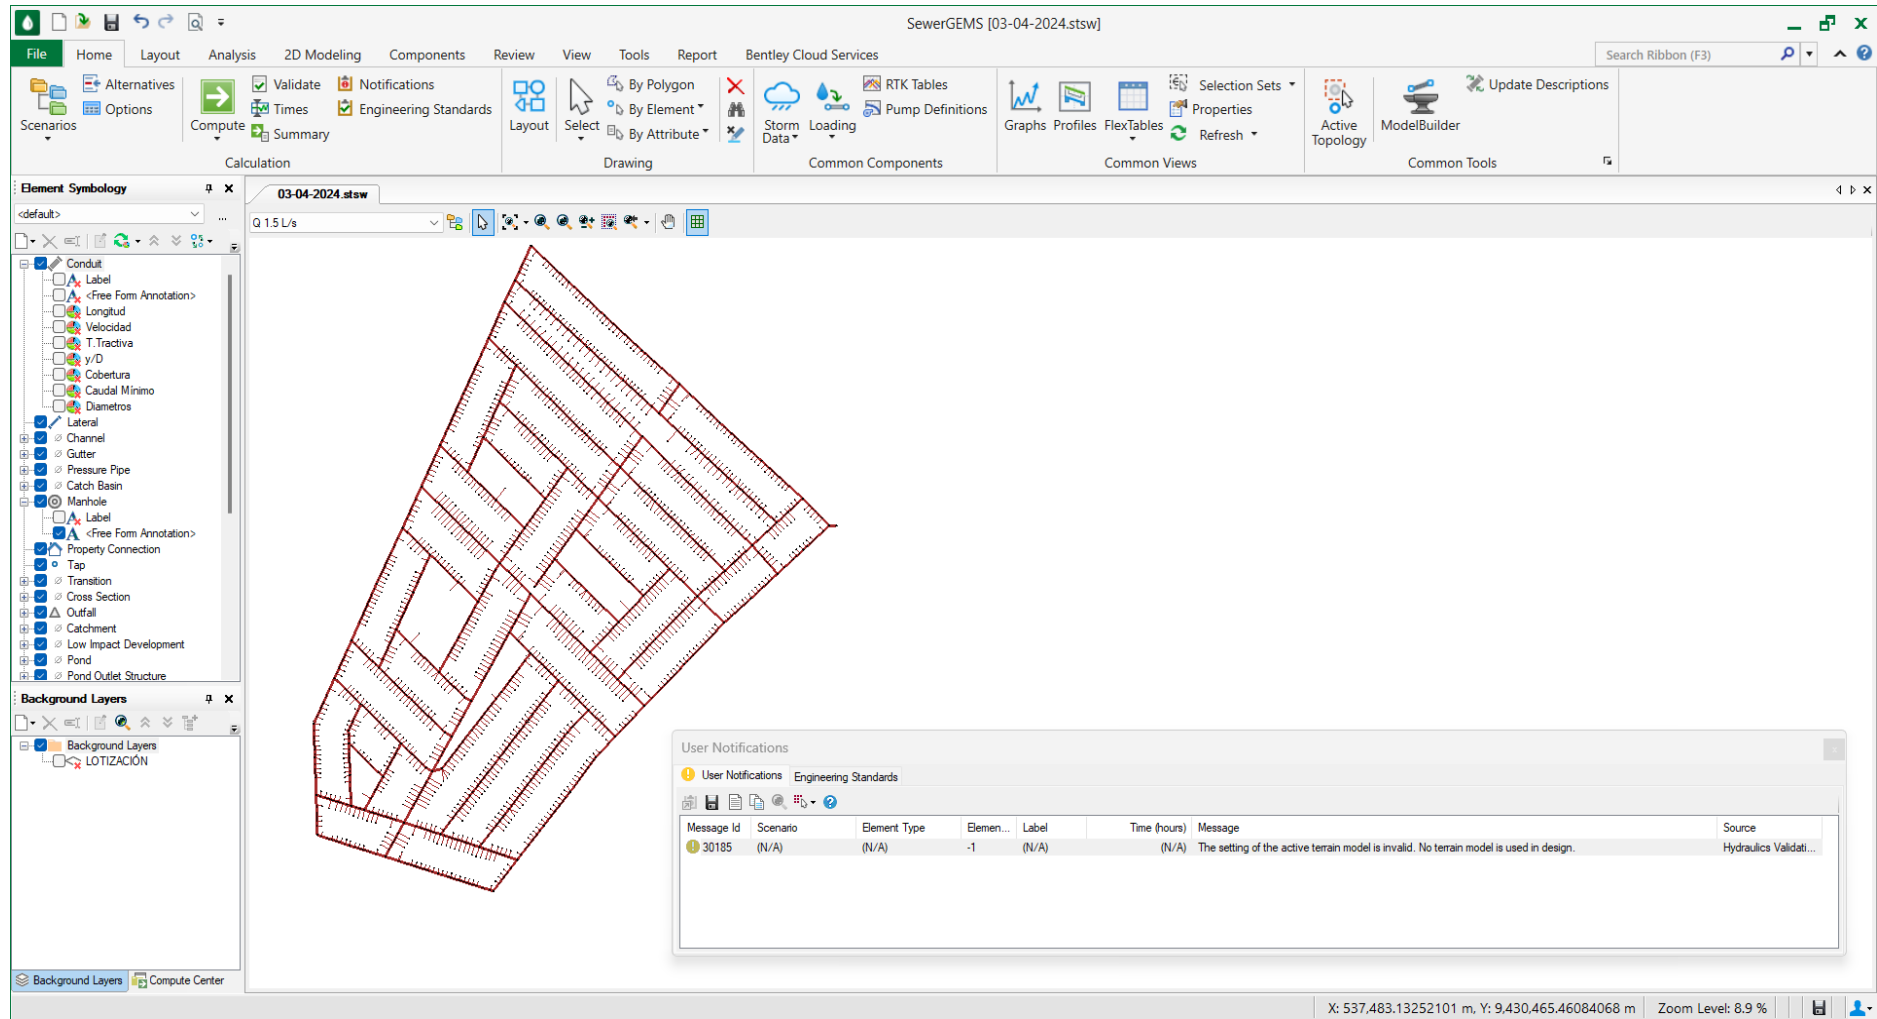 SewerGEMS [03-04-2024.stsw]
File Home Layout Analysis 2D Modeling Components Review View Tools Report Bentley Cloud Services Search Ribbon (F3)
Scenarios
Alternatives
Options
Compute
Validate
Times
Summary
Notifications
Engineering Standards
Calculation
Layout
Select
By Polygon
By Element
By Attribute
Drawing
Storm Data
Loading
RTK Tables
Pump Definitions
Common Components
Graphs
Profiles
FlexTables
Selection Sets
Properties
Refresh
Common Views
Active Topology
ModelBuilder
Update Descriptions
Common Tools
Element Symbology
<default>
...
Conduit
Label
<Free Form Annotation>
Longitud
Velocidad
T.Tractiva
y/D
Cobertura
Caudal Mínimo
Diametros
Lateral
Channel
Gutter
Pressure Pipe
Catch Basin
Manhole
Label
<Free Form Annotation>
Property Connection
Tap
Transition
Cross Section
Outfall
Catchment
Low Impact Development
Pond
Pond Outlet Structure
Background Layers
Background Layers
LOTIZACIÓN
Background Layers Compute Center
03-04-2024.stsw
Q 1.5 L/s
User Notifications
User Notifications Engineering Standards
Message Id Scenario Element Type Elemen... Label Time (hours) Message Source
30185 (N/A) (N/A) -1 (N/A) (N/A) The setting of the active terrain model is invalid. No terrain model is used in design. Hydraulics Validati...
X: 537,483.13252101 m, Y: 9,430,465.46084068 m Zoom Level: 8.9 %